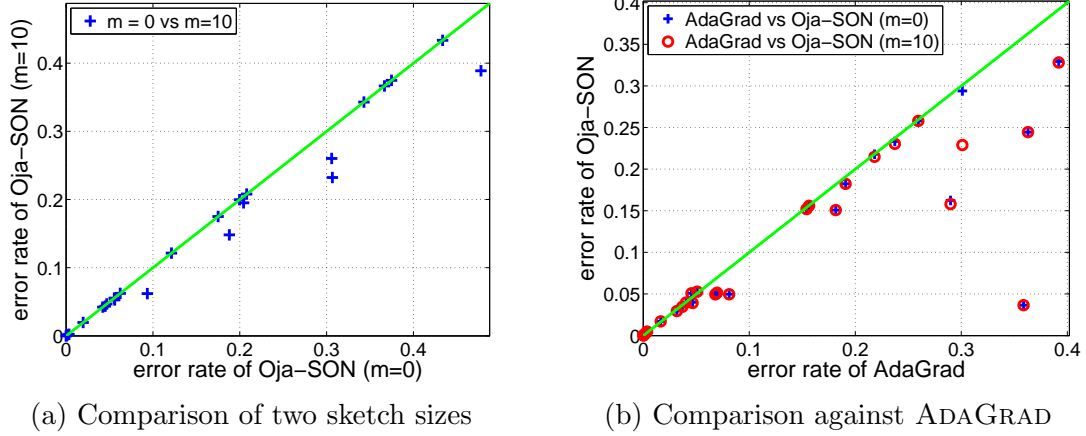 m = 0 vs m=10
error rate of Oja−SON (m=10)
0.4
0.3
0.2
0.1
0
0 0.1 0.2 0.3 0.4
error rate of Oja−SON (m=0)
(a) Comparison of two sketch sizes
AdaGrad vs Oja−SON (m=0)
AdaGrad vs Oja−SON (m=10)
error rate of Oja−SON
0.4
0.35
0.3
0.25
0.2
0.15
0.1
0.05
0
0 0.1 0.2 0.3 0.4
error rate of AdaGrad
(b) Comparison against ADAGRAD